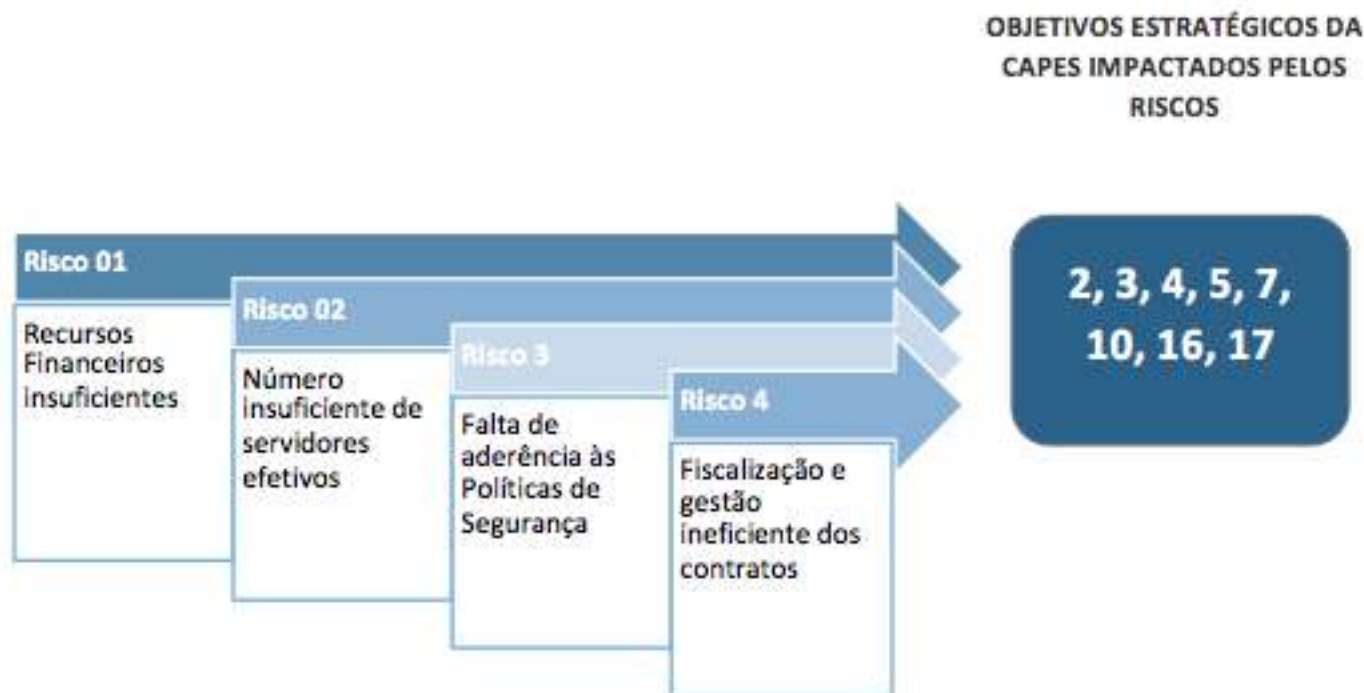 OBJETIVOS ESTRATÉGICOS DA
CAPES IMPACTADOS PELOS
RISCOS
Risco 01
Recursos
Financeiros
insuficientes
Risco 02
Número
insuficiente de
servidores
efetivos
Risco 3
Falta de
aderência às
Políticas de
Segurança
Risco 4
Fiscalização e
gestão
ineficiente dos
contratos
2, 3, 4, 5, 7,
10, 16, 17